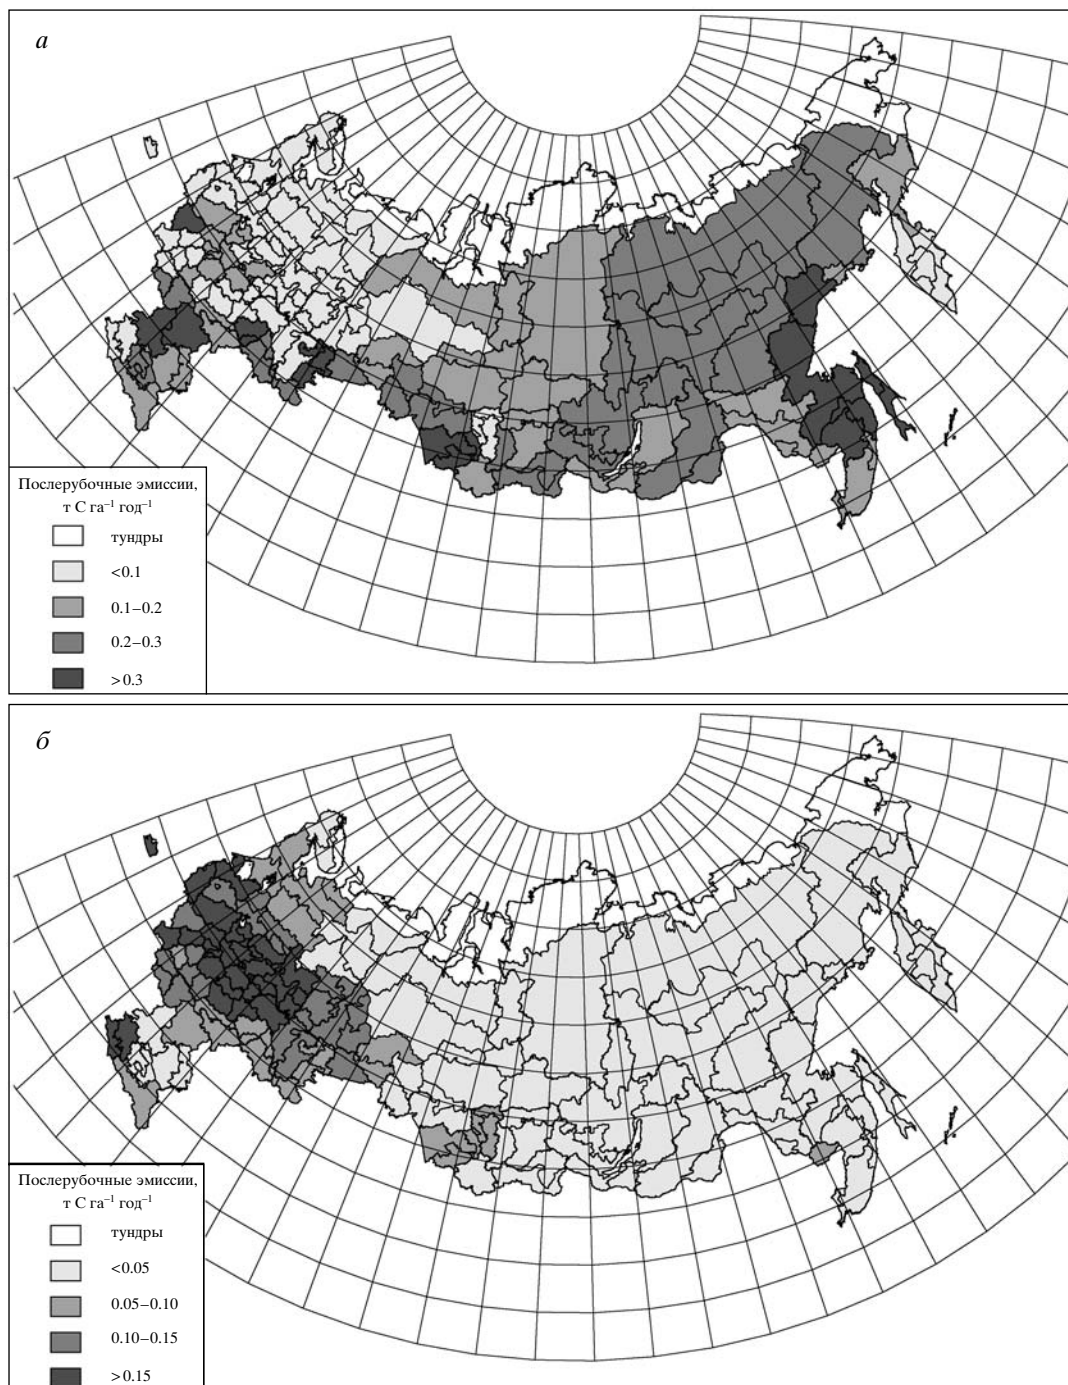 а
Послерубочные эмиссии,
т С га⁻¹ год⁻¹
тундры
<0.1
0.1–0.2
0.2–0.3
>0.3
б
Послерубочные эмиссии,
т С га⁻¹ год⁻¹
тундры
<0.05
0.05–0.10
0.10–0.15
>0.15